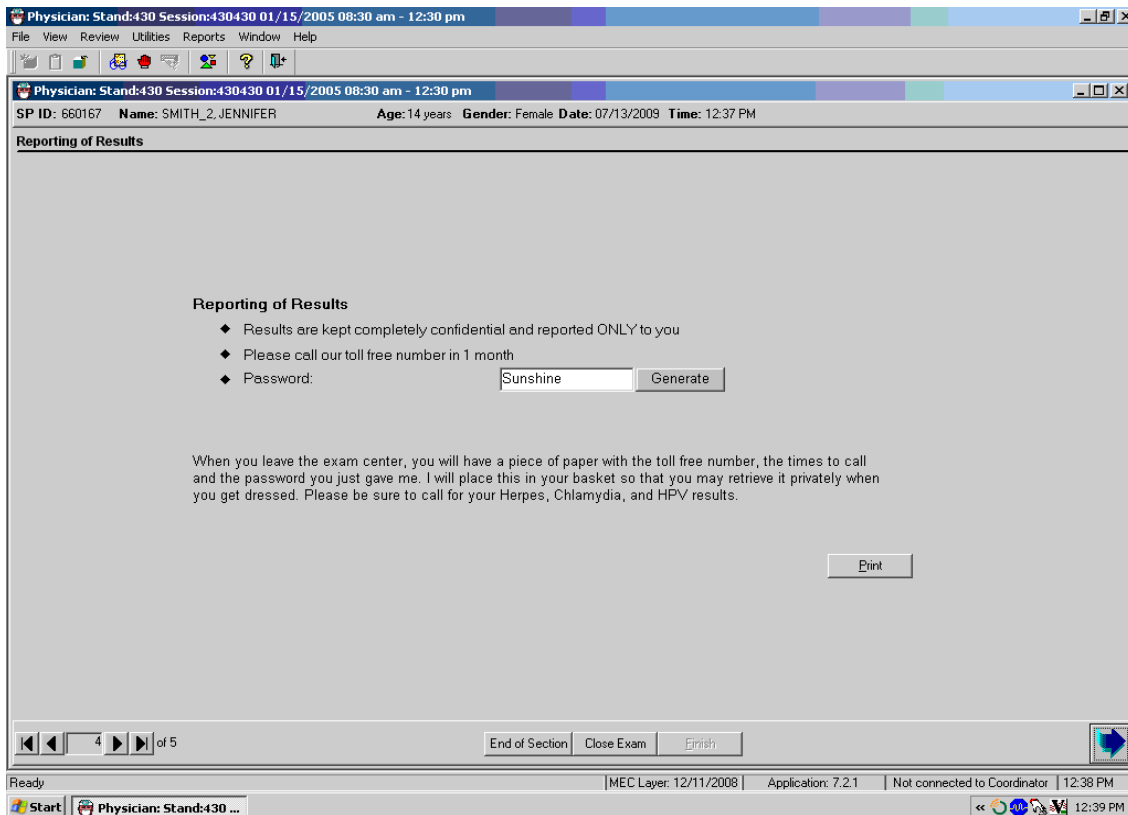 Physician: Stand:430 Session:430430 01/15/2005 08:30 am - 12:30 pm
File View Review Utilities Reports Window Help
Physician: Stand:430 Session:430430 01/15/2005 08:30 am - 12:30 pm
SP ID: 660167 Name: SMITH_2, JENNIFER Age: 14 years Gender: Female Date: 07/13/2009 Time: 12:37 PM
Reporting of Results
Reporting of Results
Results are kept completely confidential and reported ONLY to you
Please call our toll free number in 1 month
Password: Sunshine Generate
When you leave the exam center, you will have a piece of paper with the toll free number, the times to call
and the password you just gave me. I will place this in your basket so that you may retrieve it privately when
you get dressed. Please be sure to call for your Herpes, Chlamydia, and HPV results.
Print
4 of 5 End of Section Close Exam Finish
Ready MEC Layer: 12/11/2008 Application: 7.2.1 Not connected to Coordinator 12:38 PM
Start Physician: Stand:430 ... 12:39 PM